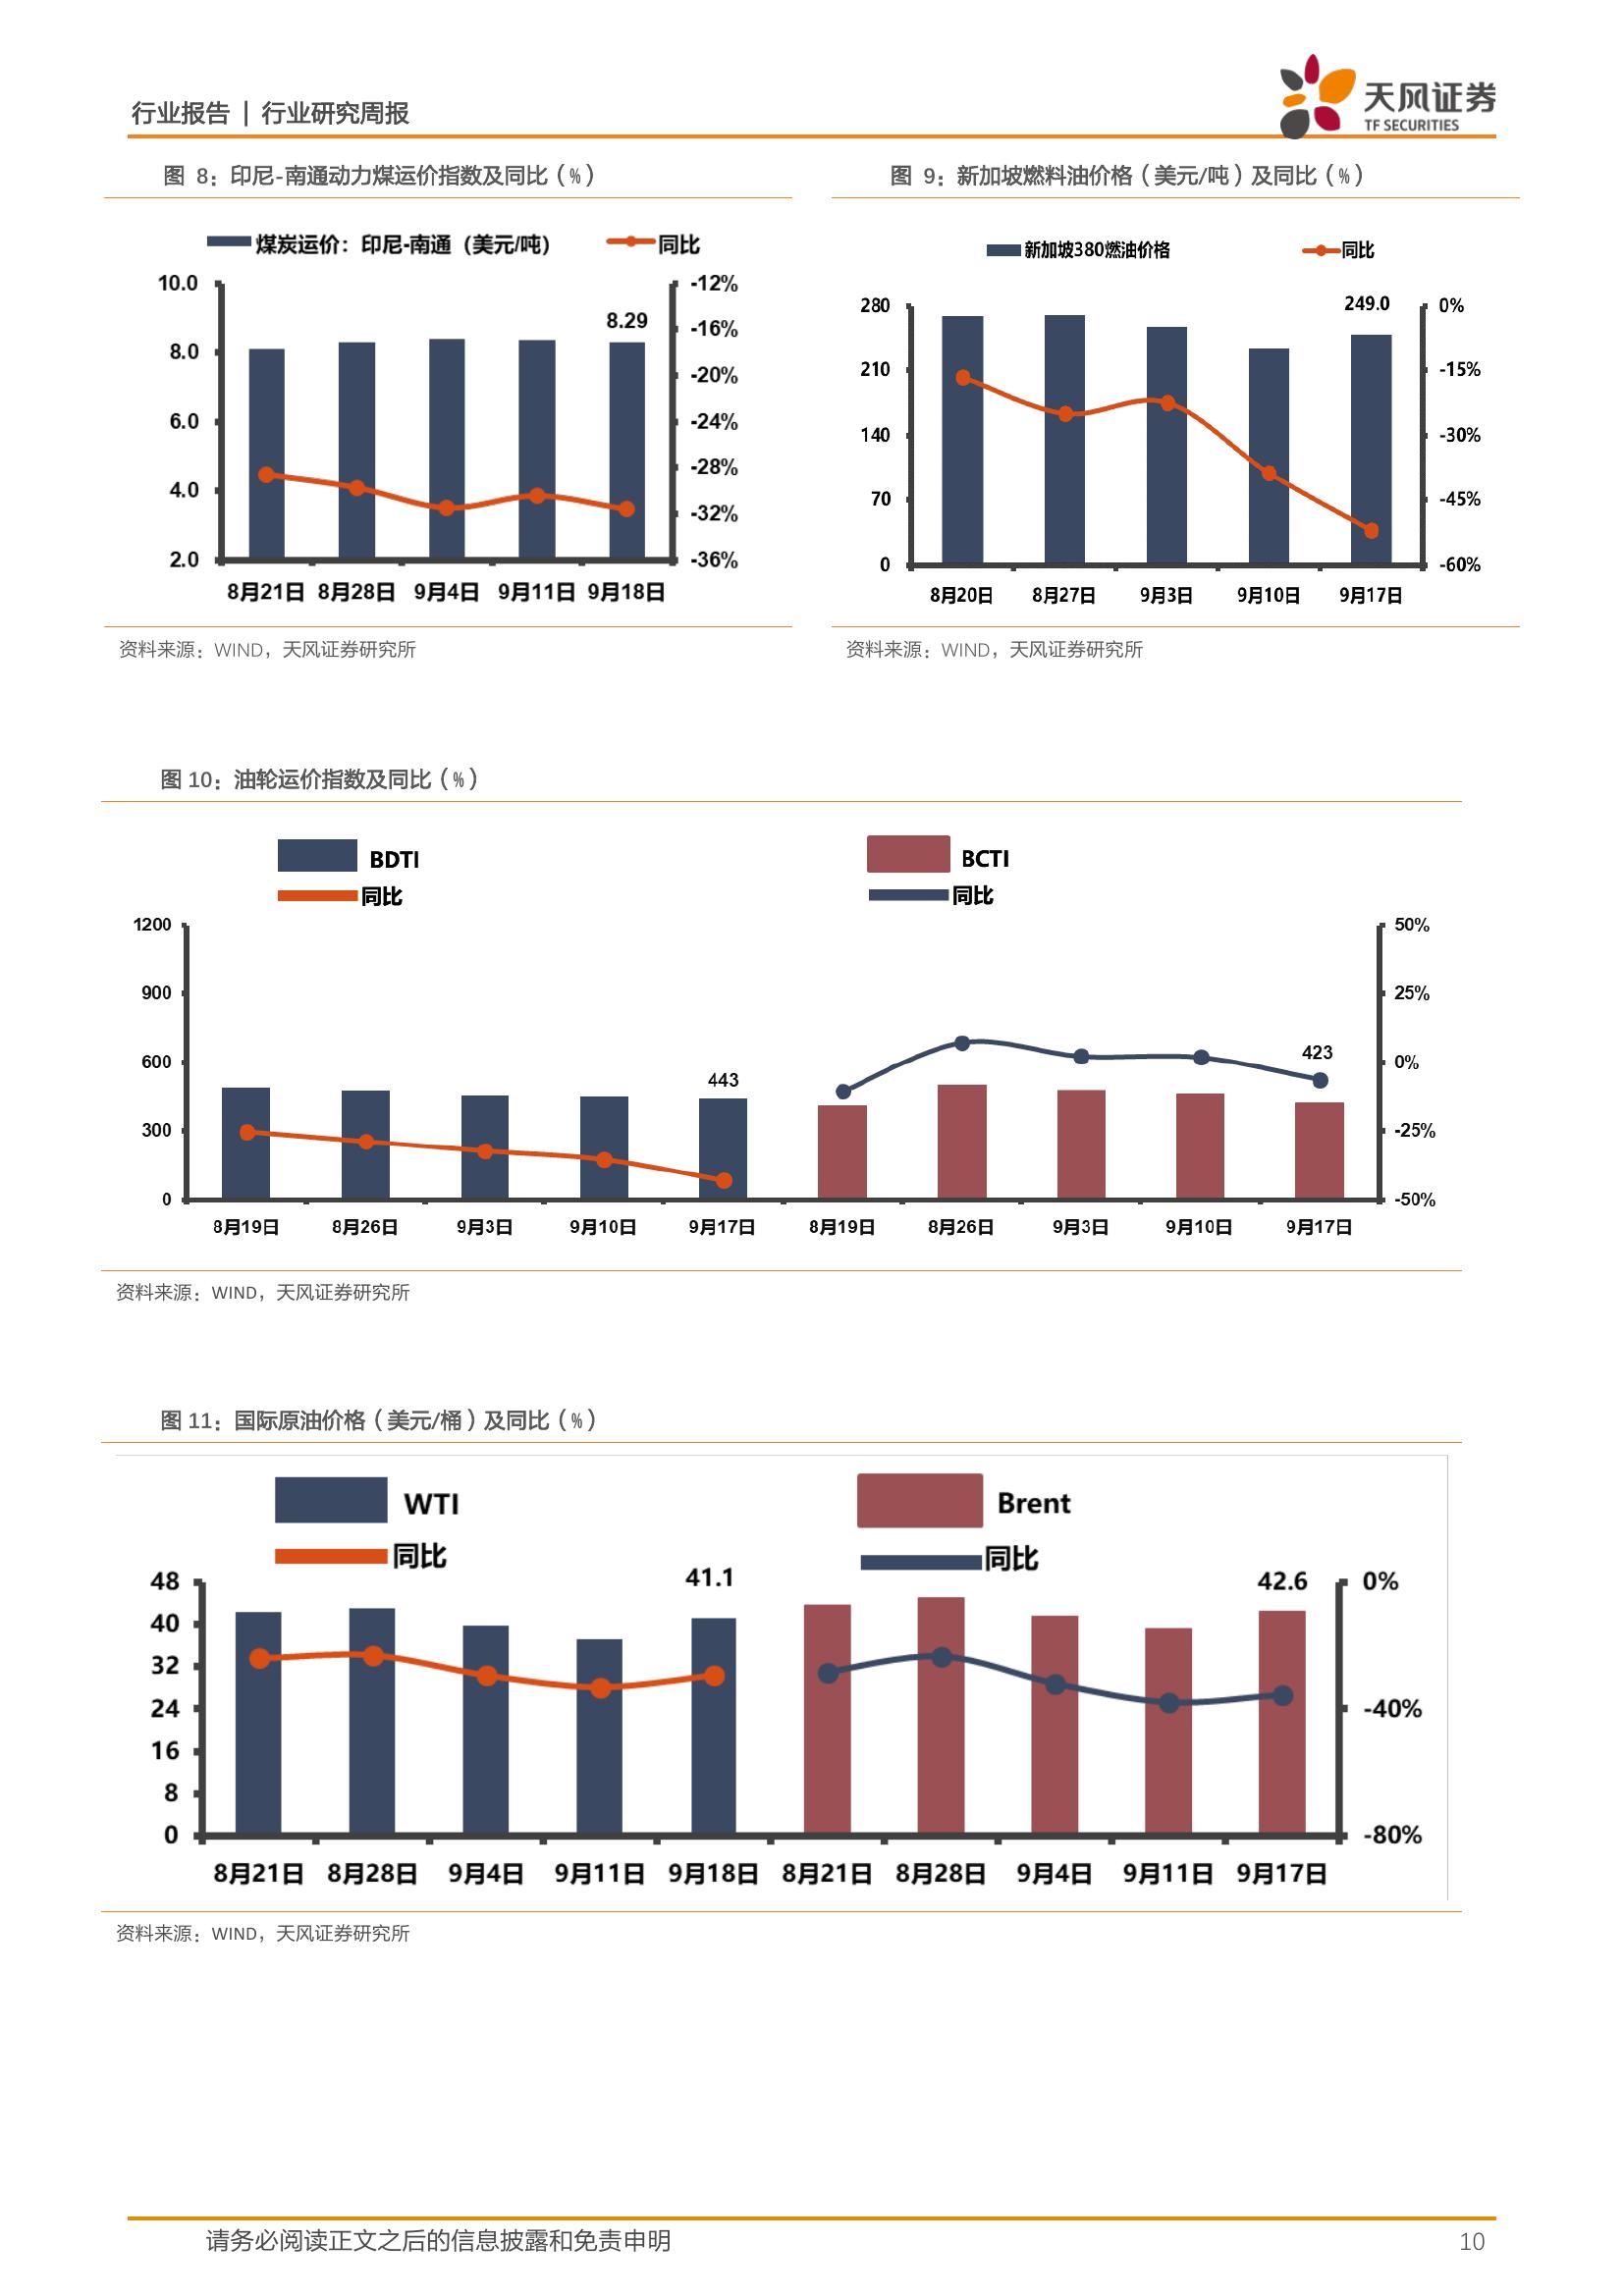 行业报告 | 行业研究周报
天风证券
TF SECURITIES
图 8：印尼-南通动力煤运价指数及同比（%）
煤炭运价：印尼-南通（美元/吨）
同比
10.0
8.0
6.0
4.0
2.0
8.29
-12%
-16%
-20%
-24%
-28%
-32%
-36%
8月21日 8月28日 9月4日 9月11日 9月18日
资料来源：WIND，天风证券研究所
图 9：新加坡燃料油价格（美元/吨）及同比（%）
新加坡380燃油价格
同比
280
210
140
70
0
249.0
0%
-15%
-30%
-45%
-60%
8月20日 8月27日 9月3日 9月10日 9月17日
资料来源：WIND，天风证券研究所
图 10：油轮运价指数及同比（%）
BDTI
同比
BCTI
同比
1200
900
600
300
0
443
423
50%
25%
0%
-25%
-50%
8月19日 8月26日 9月3日 9月10日 9月17日 8月19日 8月26日 9月3日 9月10日 9月17日
资料来源：WIND，天风证券研究所
图 11：国际原油价格（美元/桶）及同比（%）
WTI
同比
Brent
同比
48
40
32
24
16
8
0
41.1
42.6
0%
-40%
-80%
8月21日 8月28日 9月4日 9月11日 9月18日 8月21日 8月28日 9月4日 9月11日 9月17日
资料来源：WIND，天风证券研究所
请务必阅读正文之后的信息披露和免责申明
10